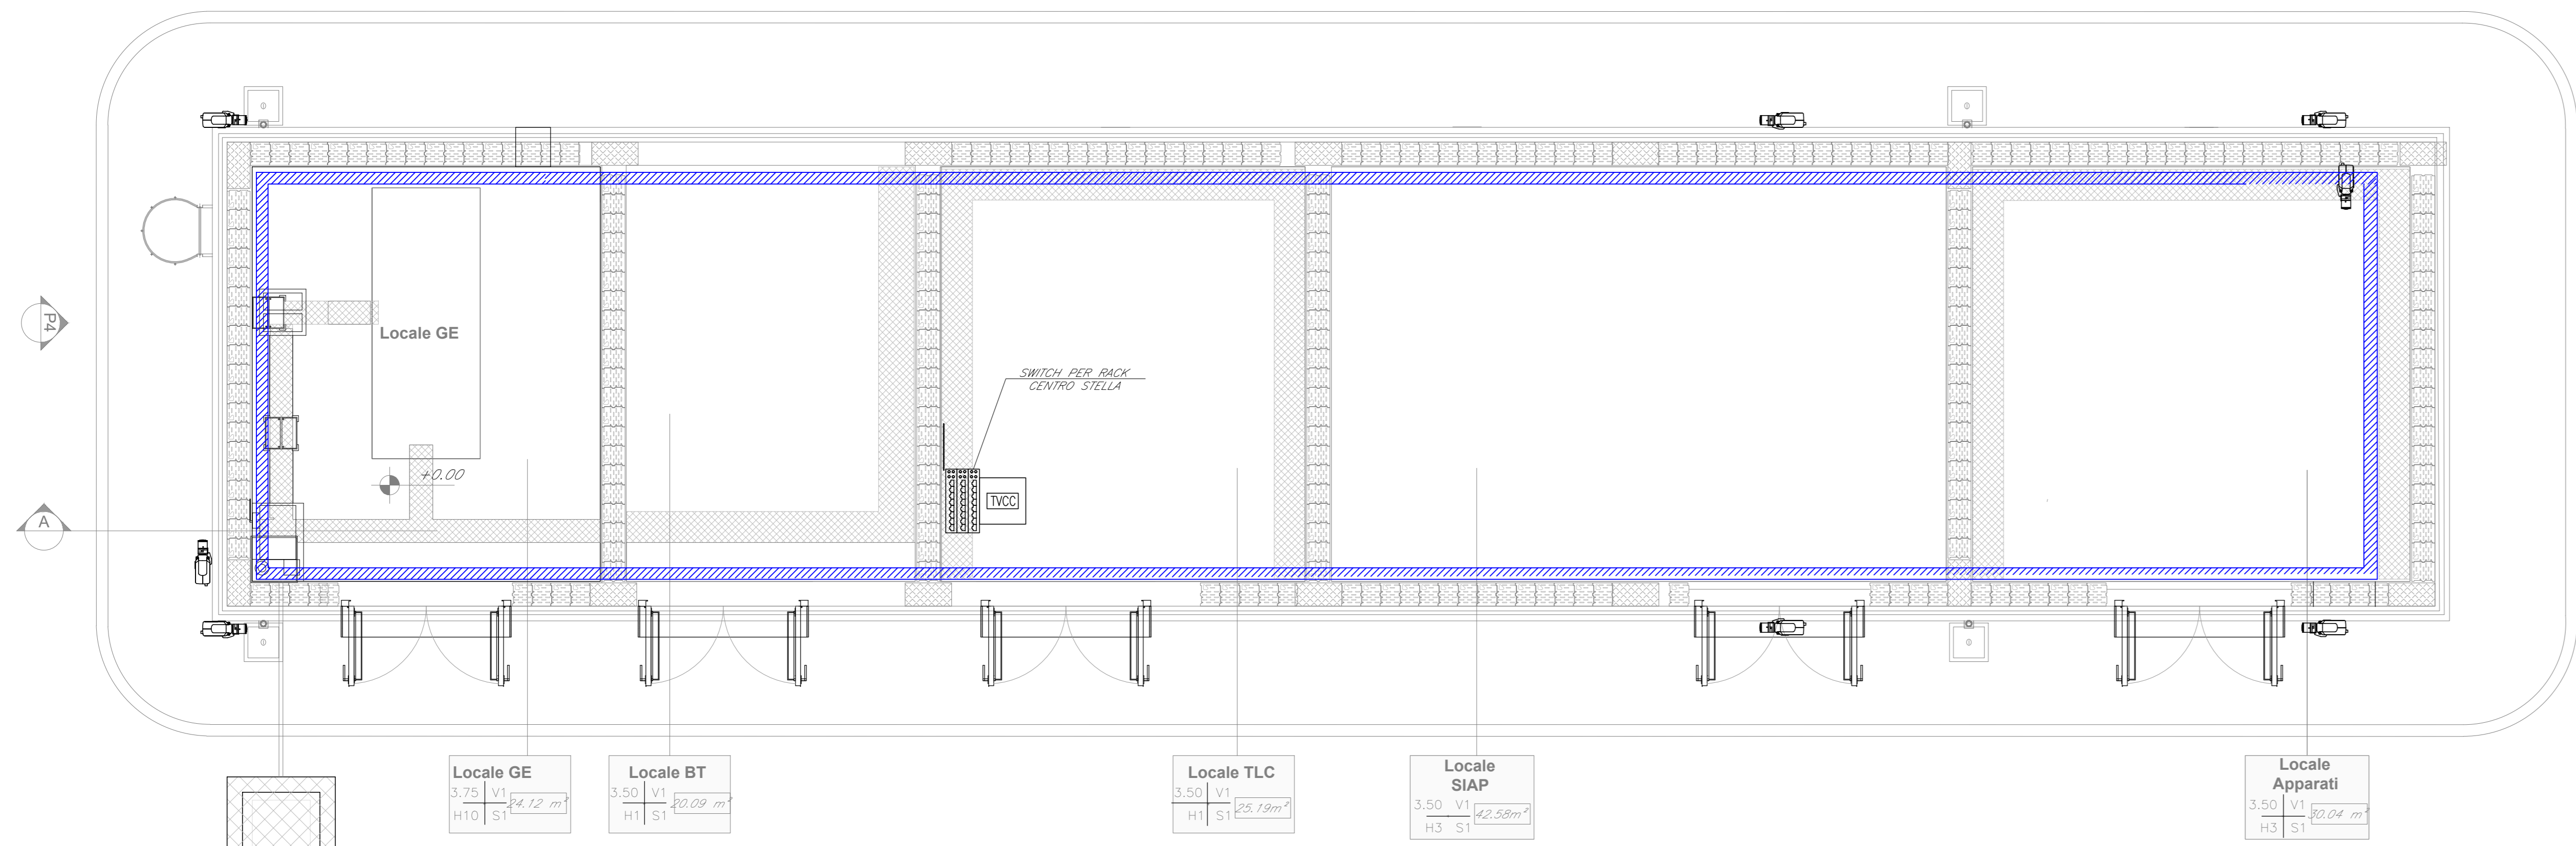 P4
Locale GE
SWITCH PER RACK
CENTRO STELLA
+0.00
TVCC
A
Locale GE
3.75 V1
24.12 m²
H10 S1
Locale BT
3.50 V1
20.09 m²
H1 S1
Locale TLC
3.50 V1
25.19m²
H1 S1
Locale
SIAP
3.50 V1
42.58m²
H3 S1
Locale
Apparati
3.50 V1
30.04 m²
H3 S1